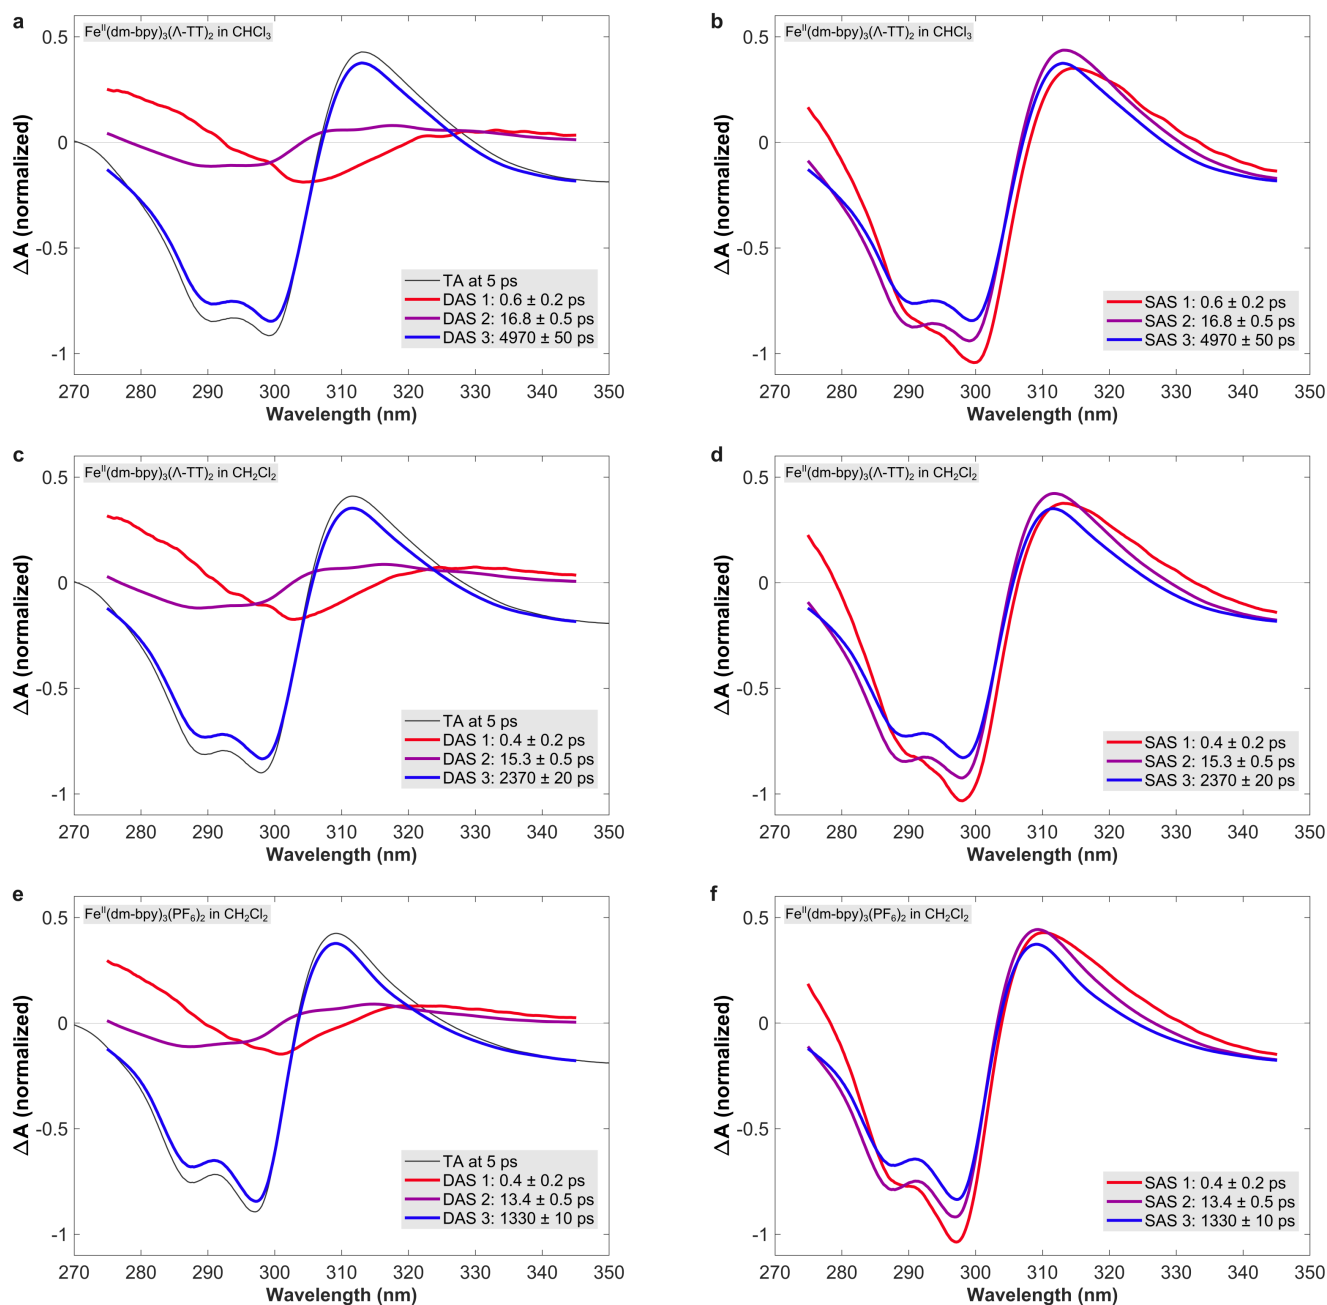 a
Fe^II(dm-bpy)₃(Λ-TT)₂ in CHCl₃
0.5
0
-0.5
-1
ΔA (normalized)
TA at 5 ps
DAS 1: 0.6 ± 0.2 ps
DAS 2: 16.8 ± 0.5 ps
DAS 3: 4970 ± 50 ps
270 280 290 300 310 320 330 340 350
Wavelength (nm)
b
Fe^II(dm-bpy)₃(Λ-TT)₂ in CHCl₃
0.5
0
-0.5
-1
ΔA (normalized)
SAS 1: 0.6 ± 0.2 ps
SAS 2: 16.8 ± 0.5 ps
SAS 3: 4970 ± 50 ps
270 280 290 300 310 320 330 340 350
Wavelength (nm)
c
Fe^II(dm-bpy)₃(Λ-TT)₂ in CH₂Cl₂
0.5
0
-0.5
-1
ΔA (normalized)
TA at 5 ps
DAS 1: 0.4 ± 0.2 ps
DAS 2: 15.3 ± 0.5 ps
DAS 3: 2370 ± 20 ps
270 280 290 300 310 320 330 340 350
Wavelength (nm)
d
Fe^II(dm-bpy)₃(Λ-TT)₂ in CH₂Cl₂
0.5
0
-0.5
-1
ΔA (normalized)
SAS 1: 0.4 ± 0.2 ps
SAS 2: 15.3 ± 0.5 ps
SAS 3: 2370 ± 20 ps
270 280 290 300 310 320 330 340 350
Wavelength (nm)
e
Fe^II(dm-bpy)₃(PF₆)₂ in CH₂Cl₂
0.5
0
-0.5
-1
ΔA (normalized)
TA at 5 ps
DAS 1: 0.4 ± 0.2 ps
DAS 2: 13.4 ± 0.5 ps
DAS 3: 1330 ± 10 ps
270 280 290 300 310 320 330 340 350
Wavelength (nm)
f
Fe^II(dm-bpy)₃(PF₆)₂ in CH₂Cl₂
0.5
0
-0.5
-1
ΔA (normalized)
SAS 1: 0.4 ± 0.2 ps
SAS 2: 13.4 ± 0.5 ps
SAS 3: 1330 ± 10 ps
270 280 290 300 310 320 330 340 350
Wavelength (nm)